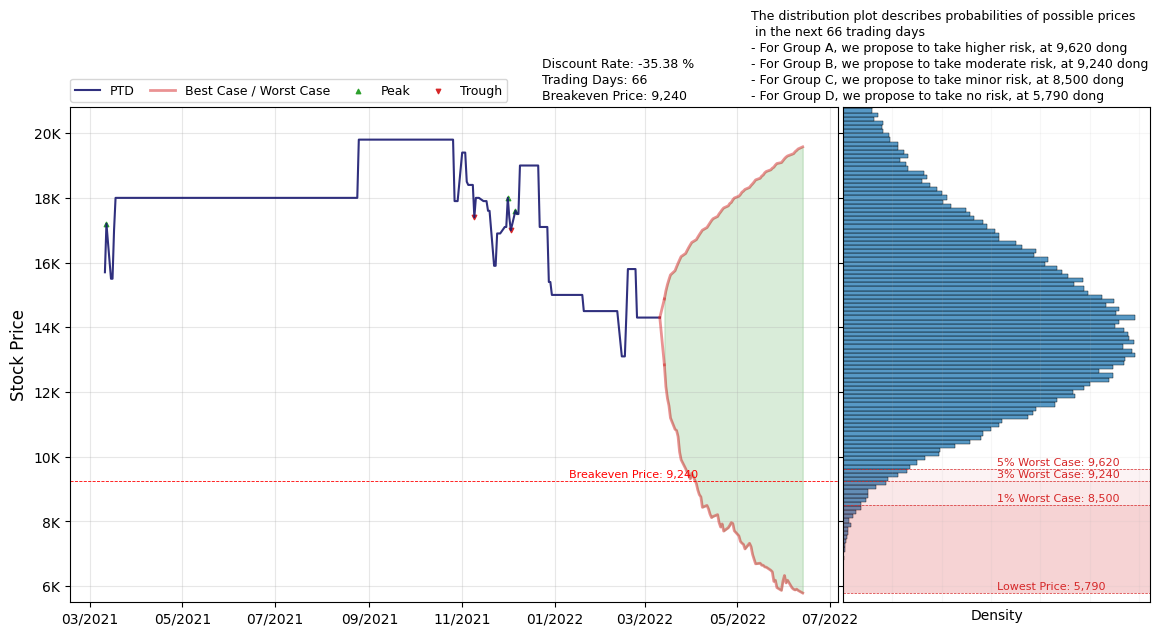 The distribution plot describes probabilities of possible prices
in the next 66 trading days
- For Group A, we propose to take higher risk, at 9,620 dong
- For Group B, we propose to take moderate risk, at 9,240 dong
- For Group C, we propose to take minor risk, at 8,500 dong
- For Group D, we propose to take no risk, at 5,790 dong
Discount Rate: -35.38 %
Trading Days: 66
Breakeven Price: 9,240
PTD
Best Case / Worst Case
Peak
Trough
Stock Price
20K
18K
16K
14K
12K
10K
8K
6K
Breakeven Price: 9,240
5% Worst Case: 9,620
3% Worst Case: 9,240
1% Worst Case: 8,500
Lowest Price: 5,790
03/2021
05/2021
07/2021
09/2021
11/2021
01/2022
03/2022
05/2022
07/2022
Density